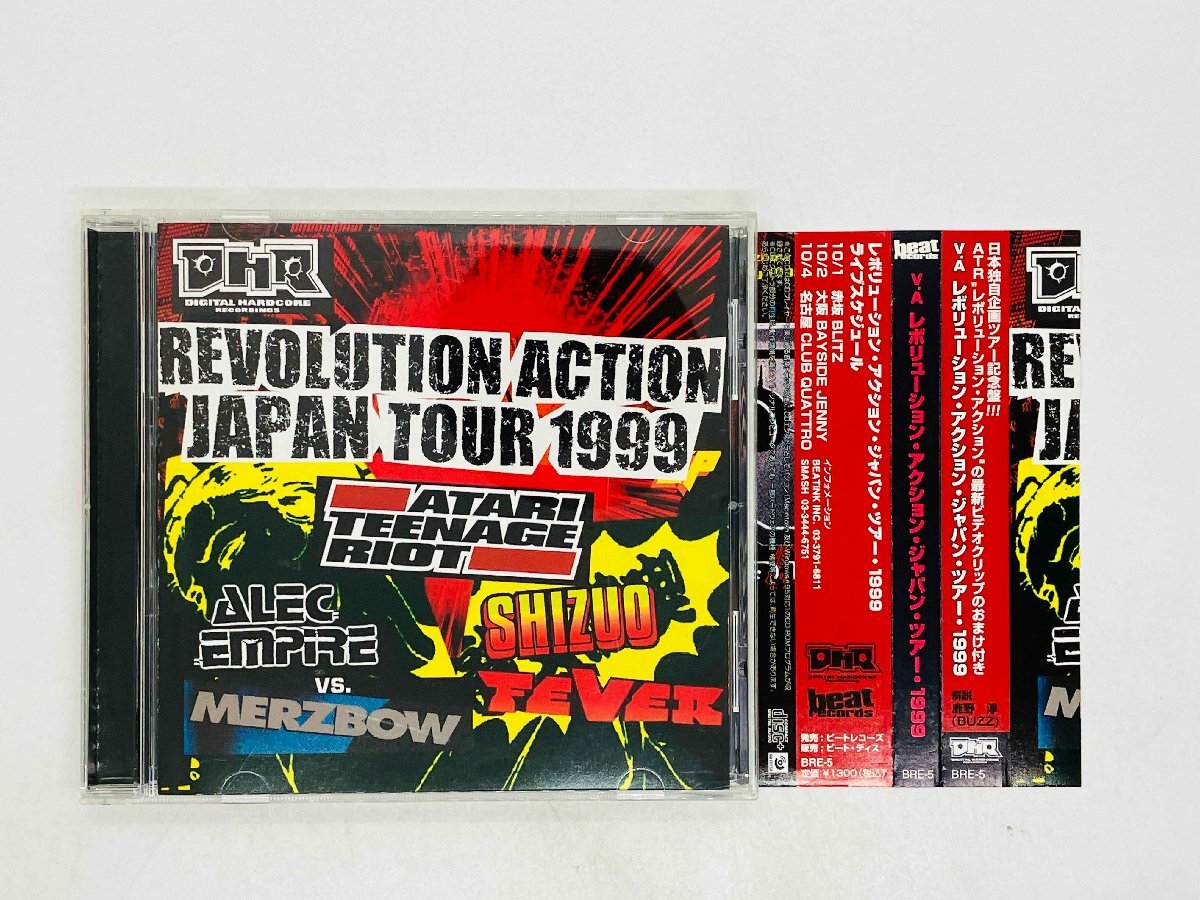 DHR
DIGITAL HARDCORE
RECORDINGS
REVOLUTION ACTION
JAPAN TOUR 1999
ATARI
TEENAGE
RIOT
ALEC
EMPIRE
VS.
MERZBOW
SHIZUO
FEVER
日本独自企画ツアー記念盤!!!
ATR"レボリューション・アクション"の最新ビデオクリップのおまけ付き
V.A レボリューション・アクション・ジャパン・ツアー・1999
解説
鹿野 淳
(BUZZ)
DHR
BRE-5
beat
records
V.A レボリューション・アクション・ジャパン・ツアー・1999
BRE-5
レボリューション・アクション・ジャパン・ツアー・1999
ライブスケジュール
10/1 赤坂 BLITZ
10/2 大阪 BAYSIDE JENNY
10/4 名古屋 CLUB QUATTRO
インフォメーション
BEATINK INC. 03-3791-6811
SMASH 03-3444-6751
DHR
DIGITAL HARDCORE
beat
records
発売：ビートレコーズ
販売：ビート・ディス
BRE-5
定価 ¥1300(税込)
COMPACT
disc+
DHR
DIGITAL HA
RECOR
REV
JA